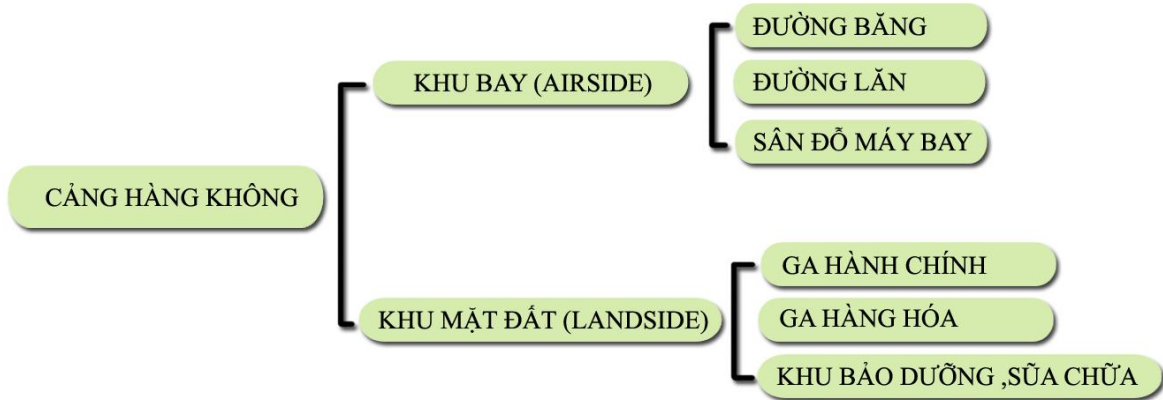 CẢNG HÀNG KHÔNG
KHU BAY (AIRSIDE)
ĐƯỜNG BĂNG
ĐƯỜNG LĂN
SÂN ĐỖ MÁY BAY
KHU MẶT ĐẤT (LANDSIDE)
GA HÀNH CHÍNH
GA HÀNG HÓA
KHU BẢO DƯỠNG ,SŨA CHỮA